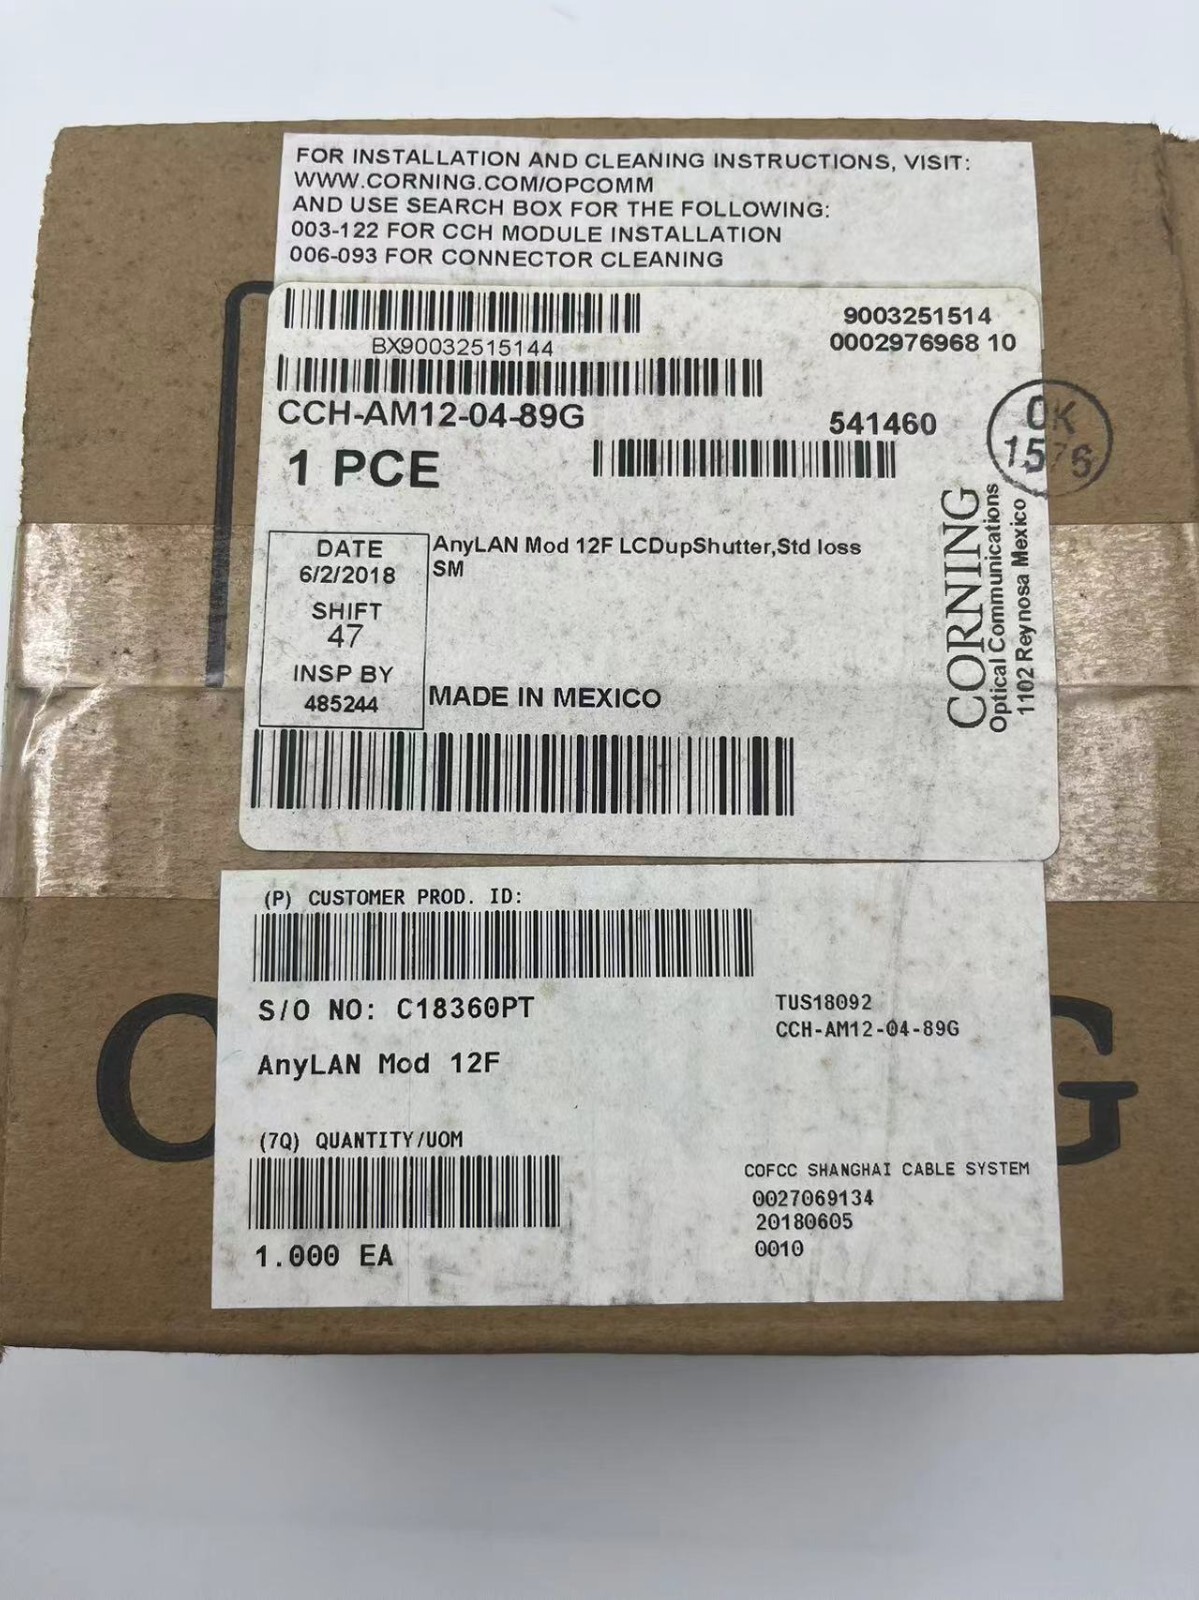 FOR INSTALLATION AND CLEANING INSTRUCTIONS, VISIT:
WWW.CORNING.COM/OPCOMM
AND USE SEARCH BOX FOR THE FOLLOWING:
003-122 FOR CCH MODULE INSTALLATION
006-093 FOR CONNECTOR CLEANING
9003251514
BX90032515144
0002976968 10
CCH-AM12-04-89G
541460
OK
1576
1 PCE
DATE
6/2/2018
SHIFT
47
INSP BY
485244
AnyLAN Mod 12F LCDupShutter,Std loss
SM
MADE IN MEXICO
CORNING
Optical Communications
1102 Reynosa Mexico
(P) CUSTOMER PROD. ID:
S/O NO: C18360PT
TUS18092
CCH-AM12-04-89G
AnyLAN Mod 12F
(7Q) QUANTITY/UOM
1.000 EA
COFCC SHANGHAI CABLE SYSTEM
0027069134
20180605
0010